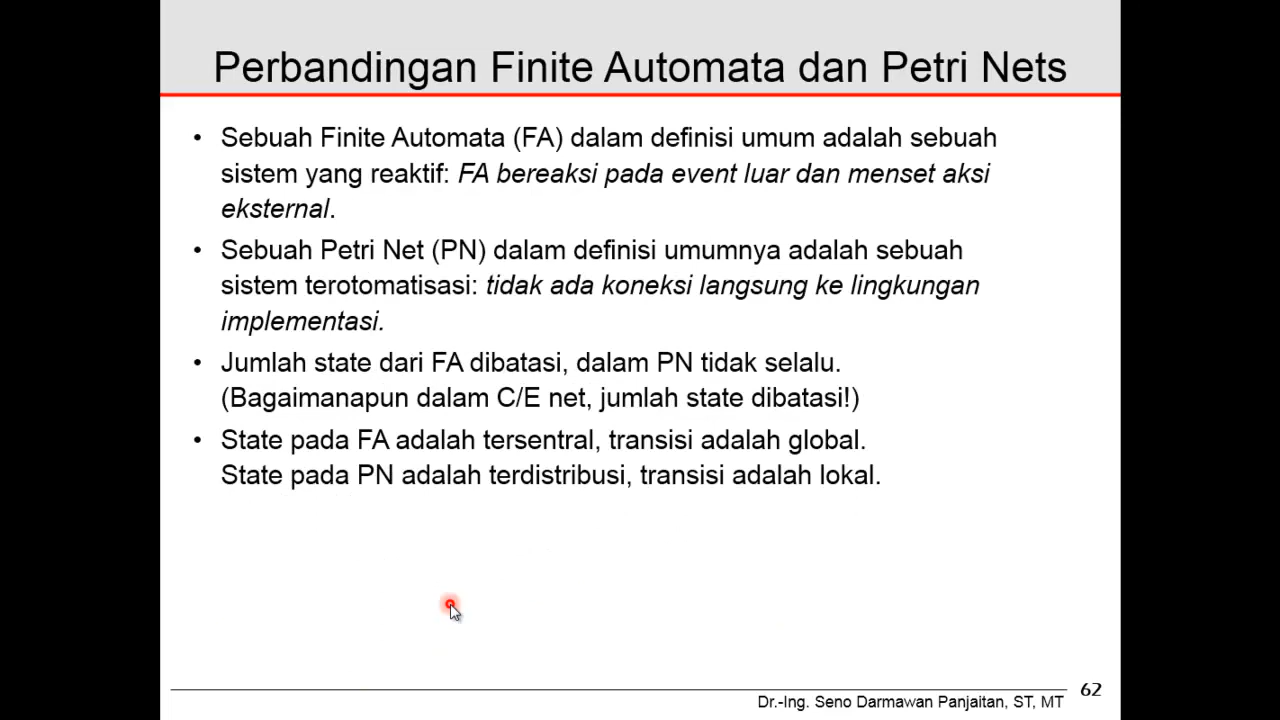 Perbandingan Finite Automata dan Petri Nets
• Sebuah Finite Automata (FA) dalam definisi umum adalah sebuah
sistem yang reaktif: FA bereaksi pada event luar dan menset aksi
eksternal.
• Sebuah Petri Net (PN) dalam definisi umumnya adalah sebuah
sistem terotomatisasi: tidak ada koneksi langsung ke lingkungan
implementasi.
• Jumlah state dari FA dibatasi, dalam PN tidak selalu.
(Bagaimanapun dalam C/E net, jumlah state dibatasi!)
• State pada FA adalah tersentral, transisi adalah global.
State pada PN adalah terdistribusi, transisi adalah lokal.
62
Dr.-Ing. Seno Darmawan Panjaitan, ST, MT